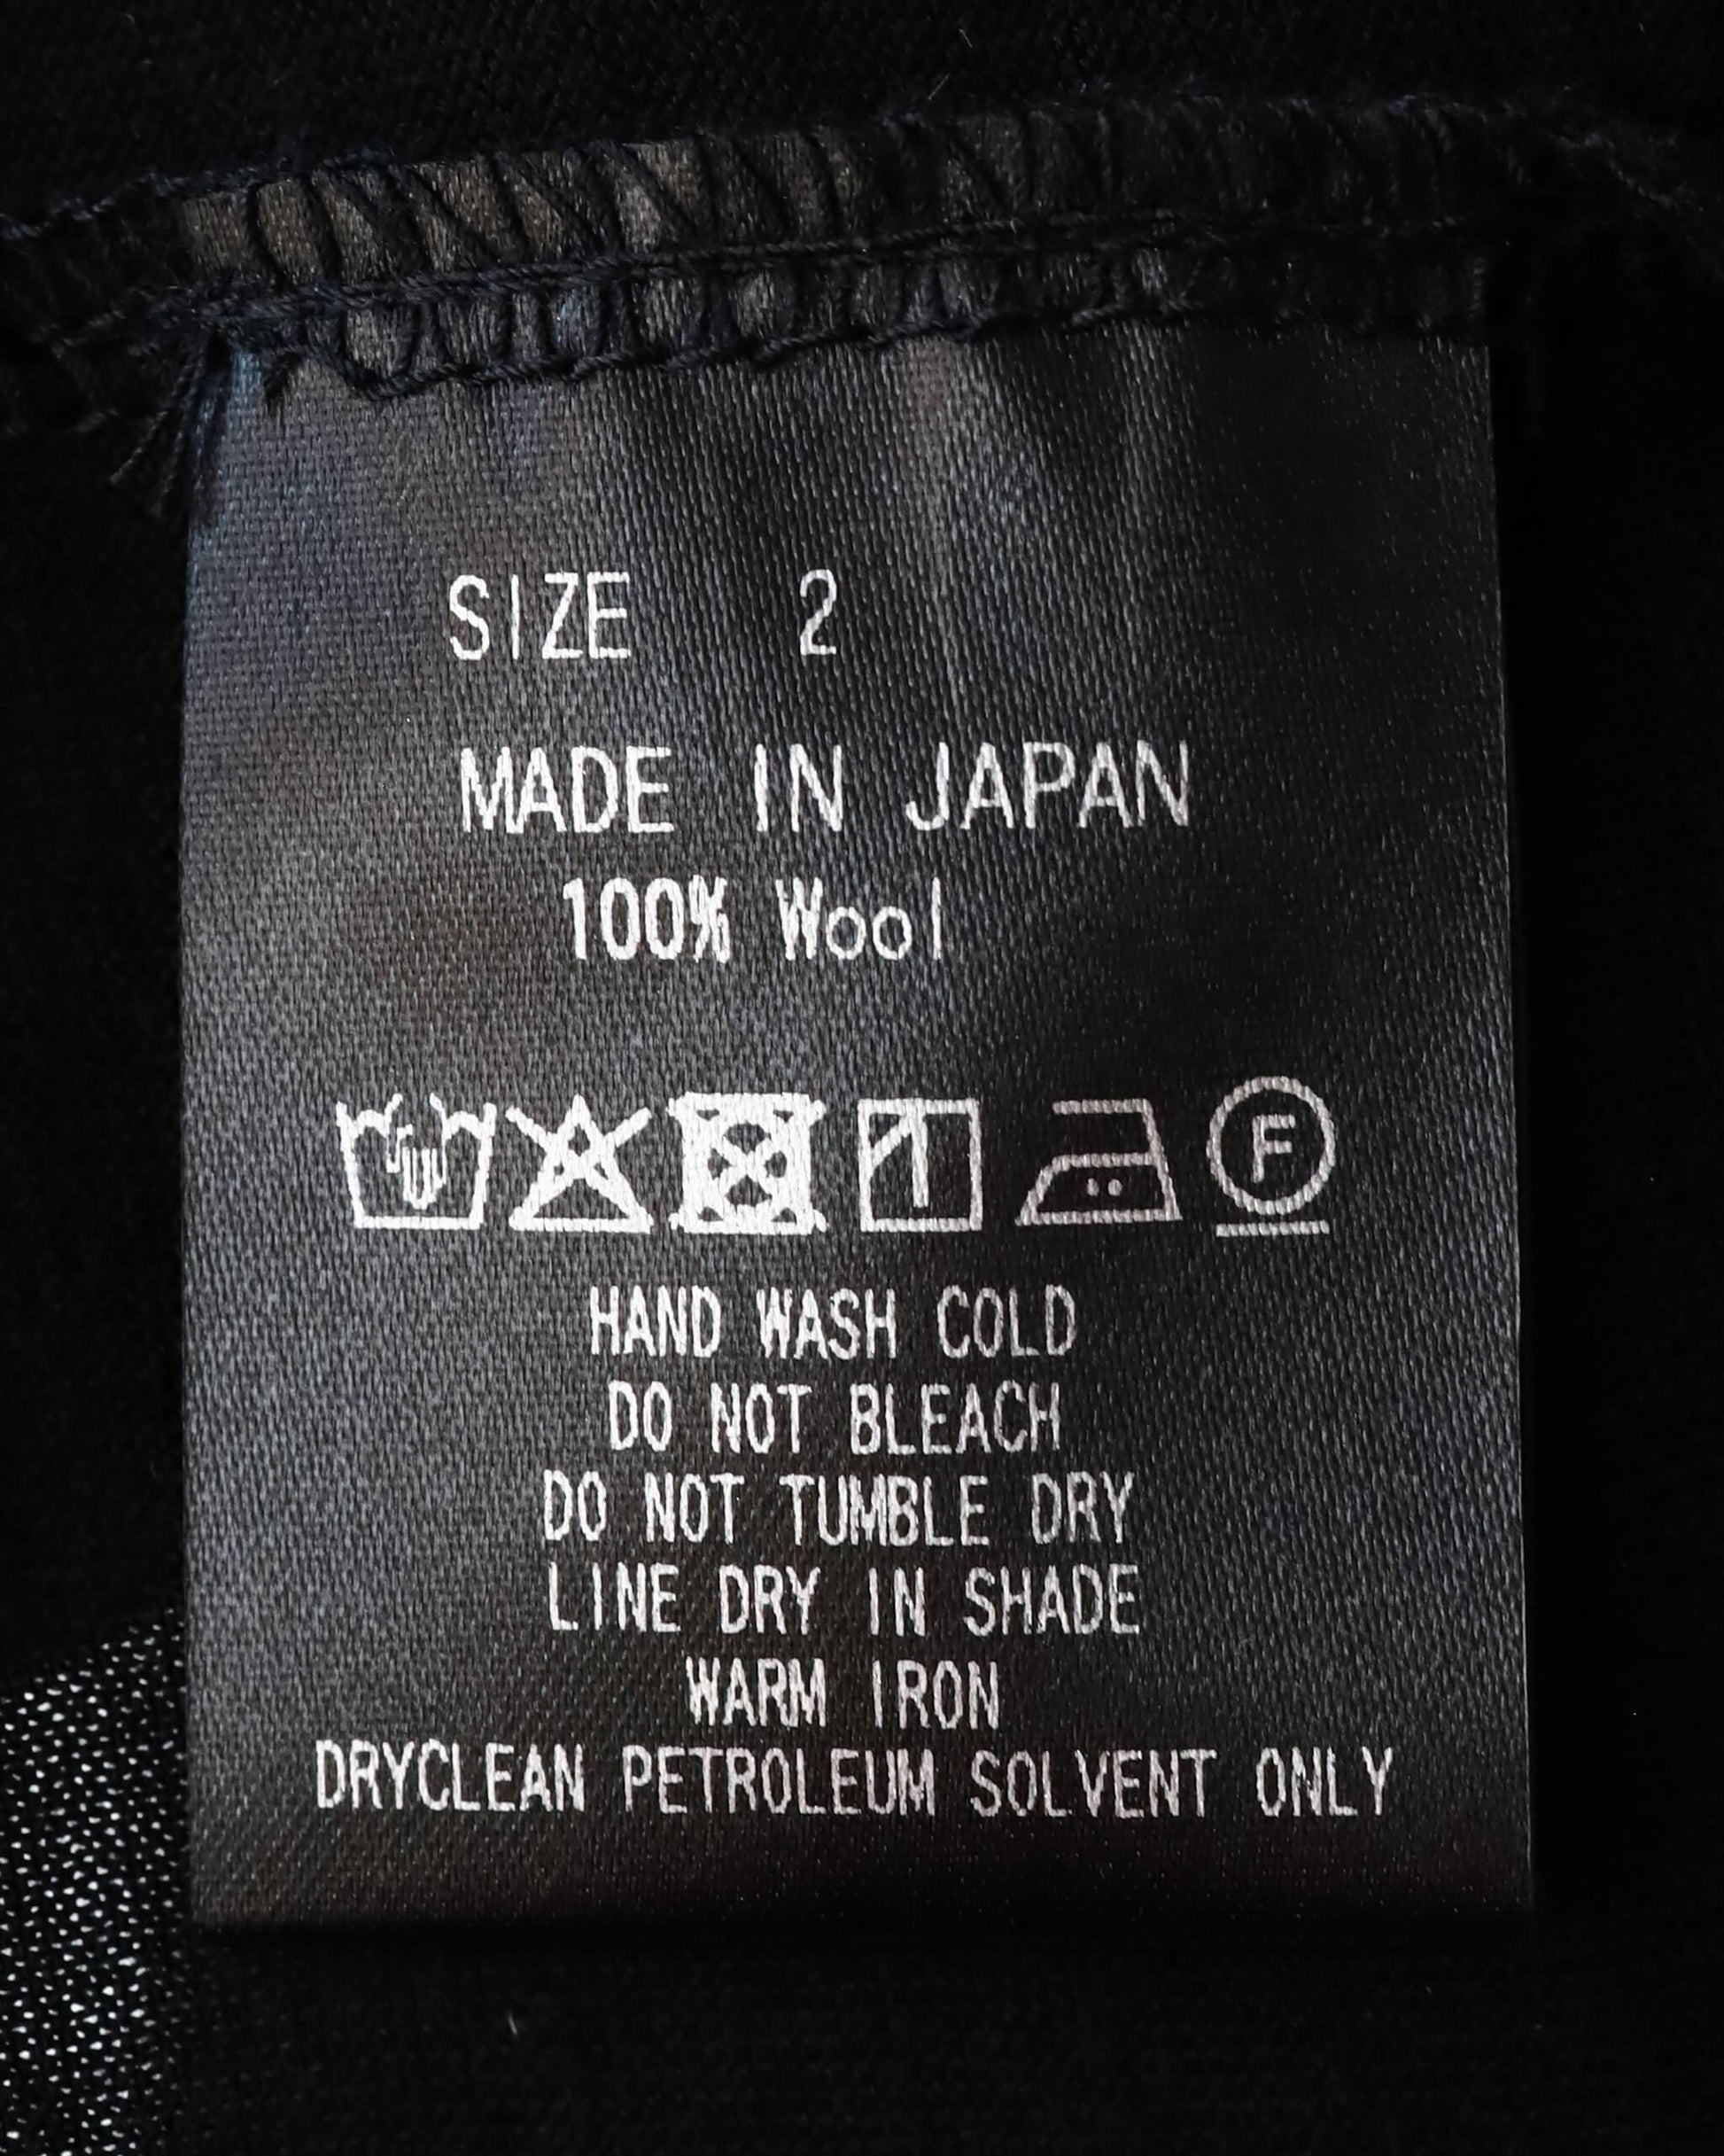 SIZE 2
MADE IN JAPAN
100% Wool
F
HAND WASH COLD
DO NOT BLEACH
DO NOT TUMBLE DRY
LINE DRY IN SHADE
WARM IRON
DRYCLEAN PETROLEUM SOLVENT ONLY